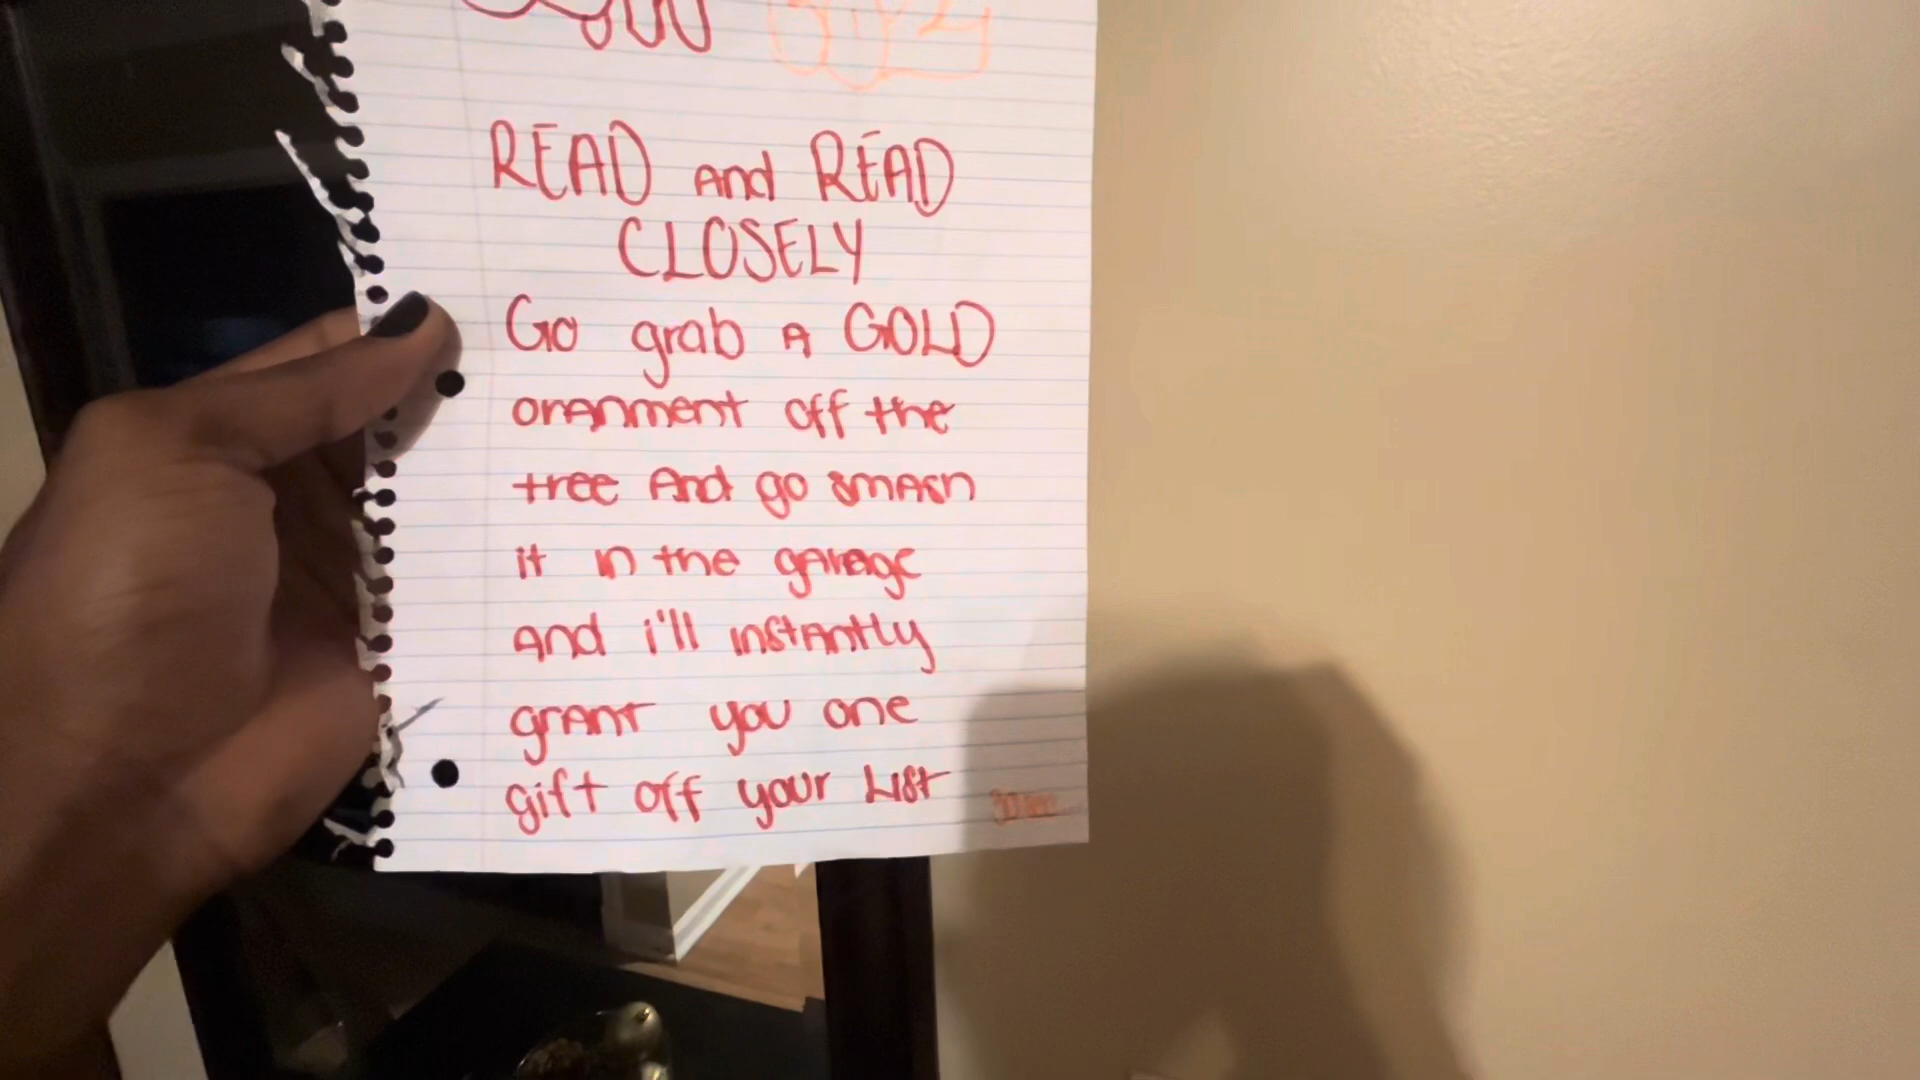 READ and READ
CLOSELY
Go grab A GOLD
oranment off the
tree And go smash
it in the garage
and i'll instantly
grant you one
gift off your List